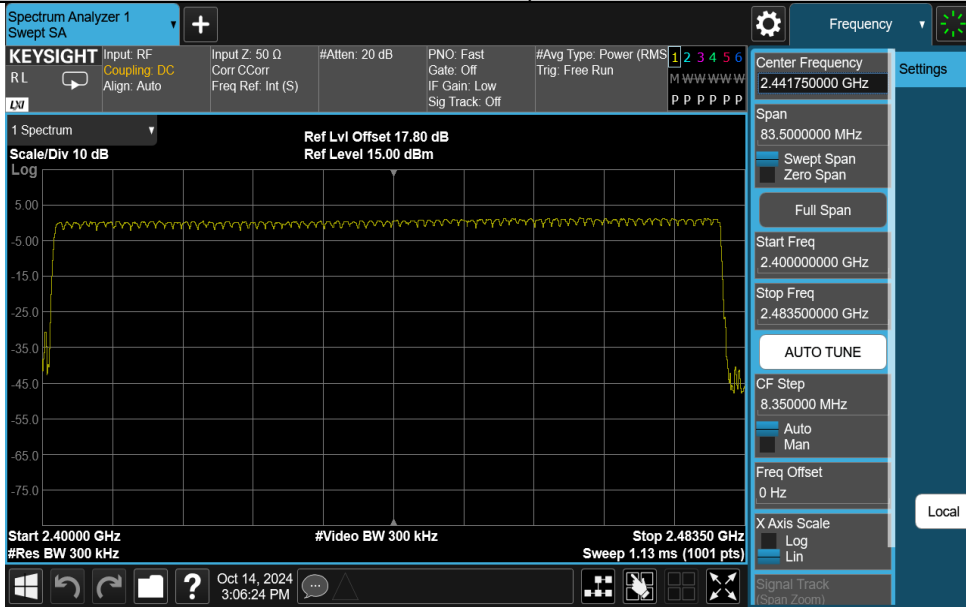 Spectrum Analyzer 1
Swept SA
+
Frequency
KEYSIGHT
RL
LXI
Input: RF
Coupling: DC
Align: Auto
Input Z: 50 Ω
Corr CCorr
Freq Ref: Int (S)
#Atten: 20 dB
PNO: Fast
Gate: Off
IF Gain: Low
Sig Track: Off
#Avg Type: Power (RMS
Trig: Free Run
1 2 3 4 5 6
M W W W W W
P P P P P P
1 Spectrum
Scale/Div 10 dB
Ref Lvl Offset 17.80 dB
Ref Level 15.00 dBm
Log
5.00
-5.00
-15.0
-25.0
-35.0
-45.0
-55.0
-65.0
-75.0
Start 2.40000 GHz
#Video BW 300 kHz
Stop 2.48350 GHz
#Res BW 300 kHz
Sweep 1.13 ms (1001 pts)
Oct 14, 2024
3:06:24 PM
?
Center Frequency
2.441750000 GHz
Settings
Span
83.5000000 MHz
Swept Span
Zero Span
Full Span
Start Freq
2.400000000 GHz
Stop Freq
2.483500000 GHz
AUTO TUNE
CF Step
8.350000 MHz
Auto
Man
Freq Offset
0 Hz
Local
X Axis Scale
Log
Lin
Signal Track
(Span Zoom)